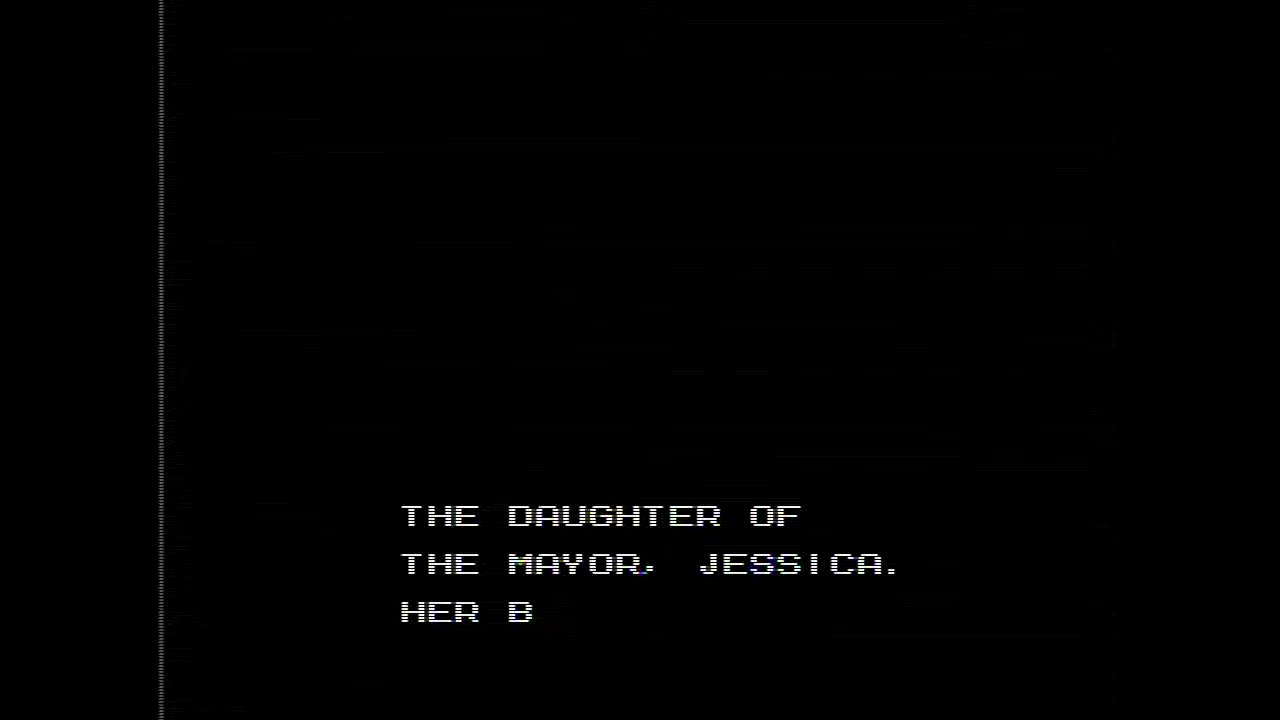 THE DAUGHTER OF
THE MAYOR. JESSICA.
HER B